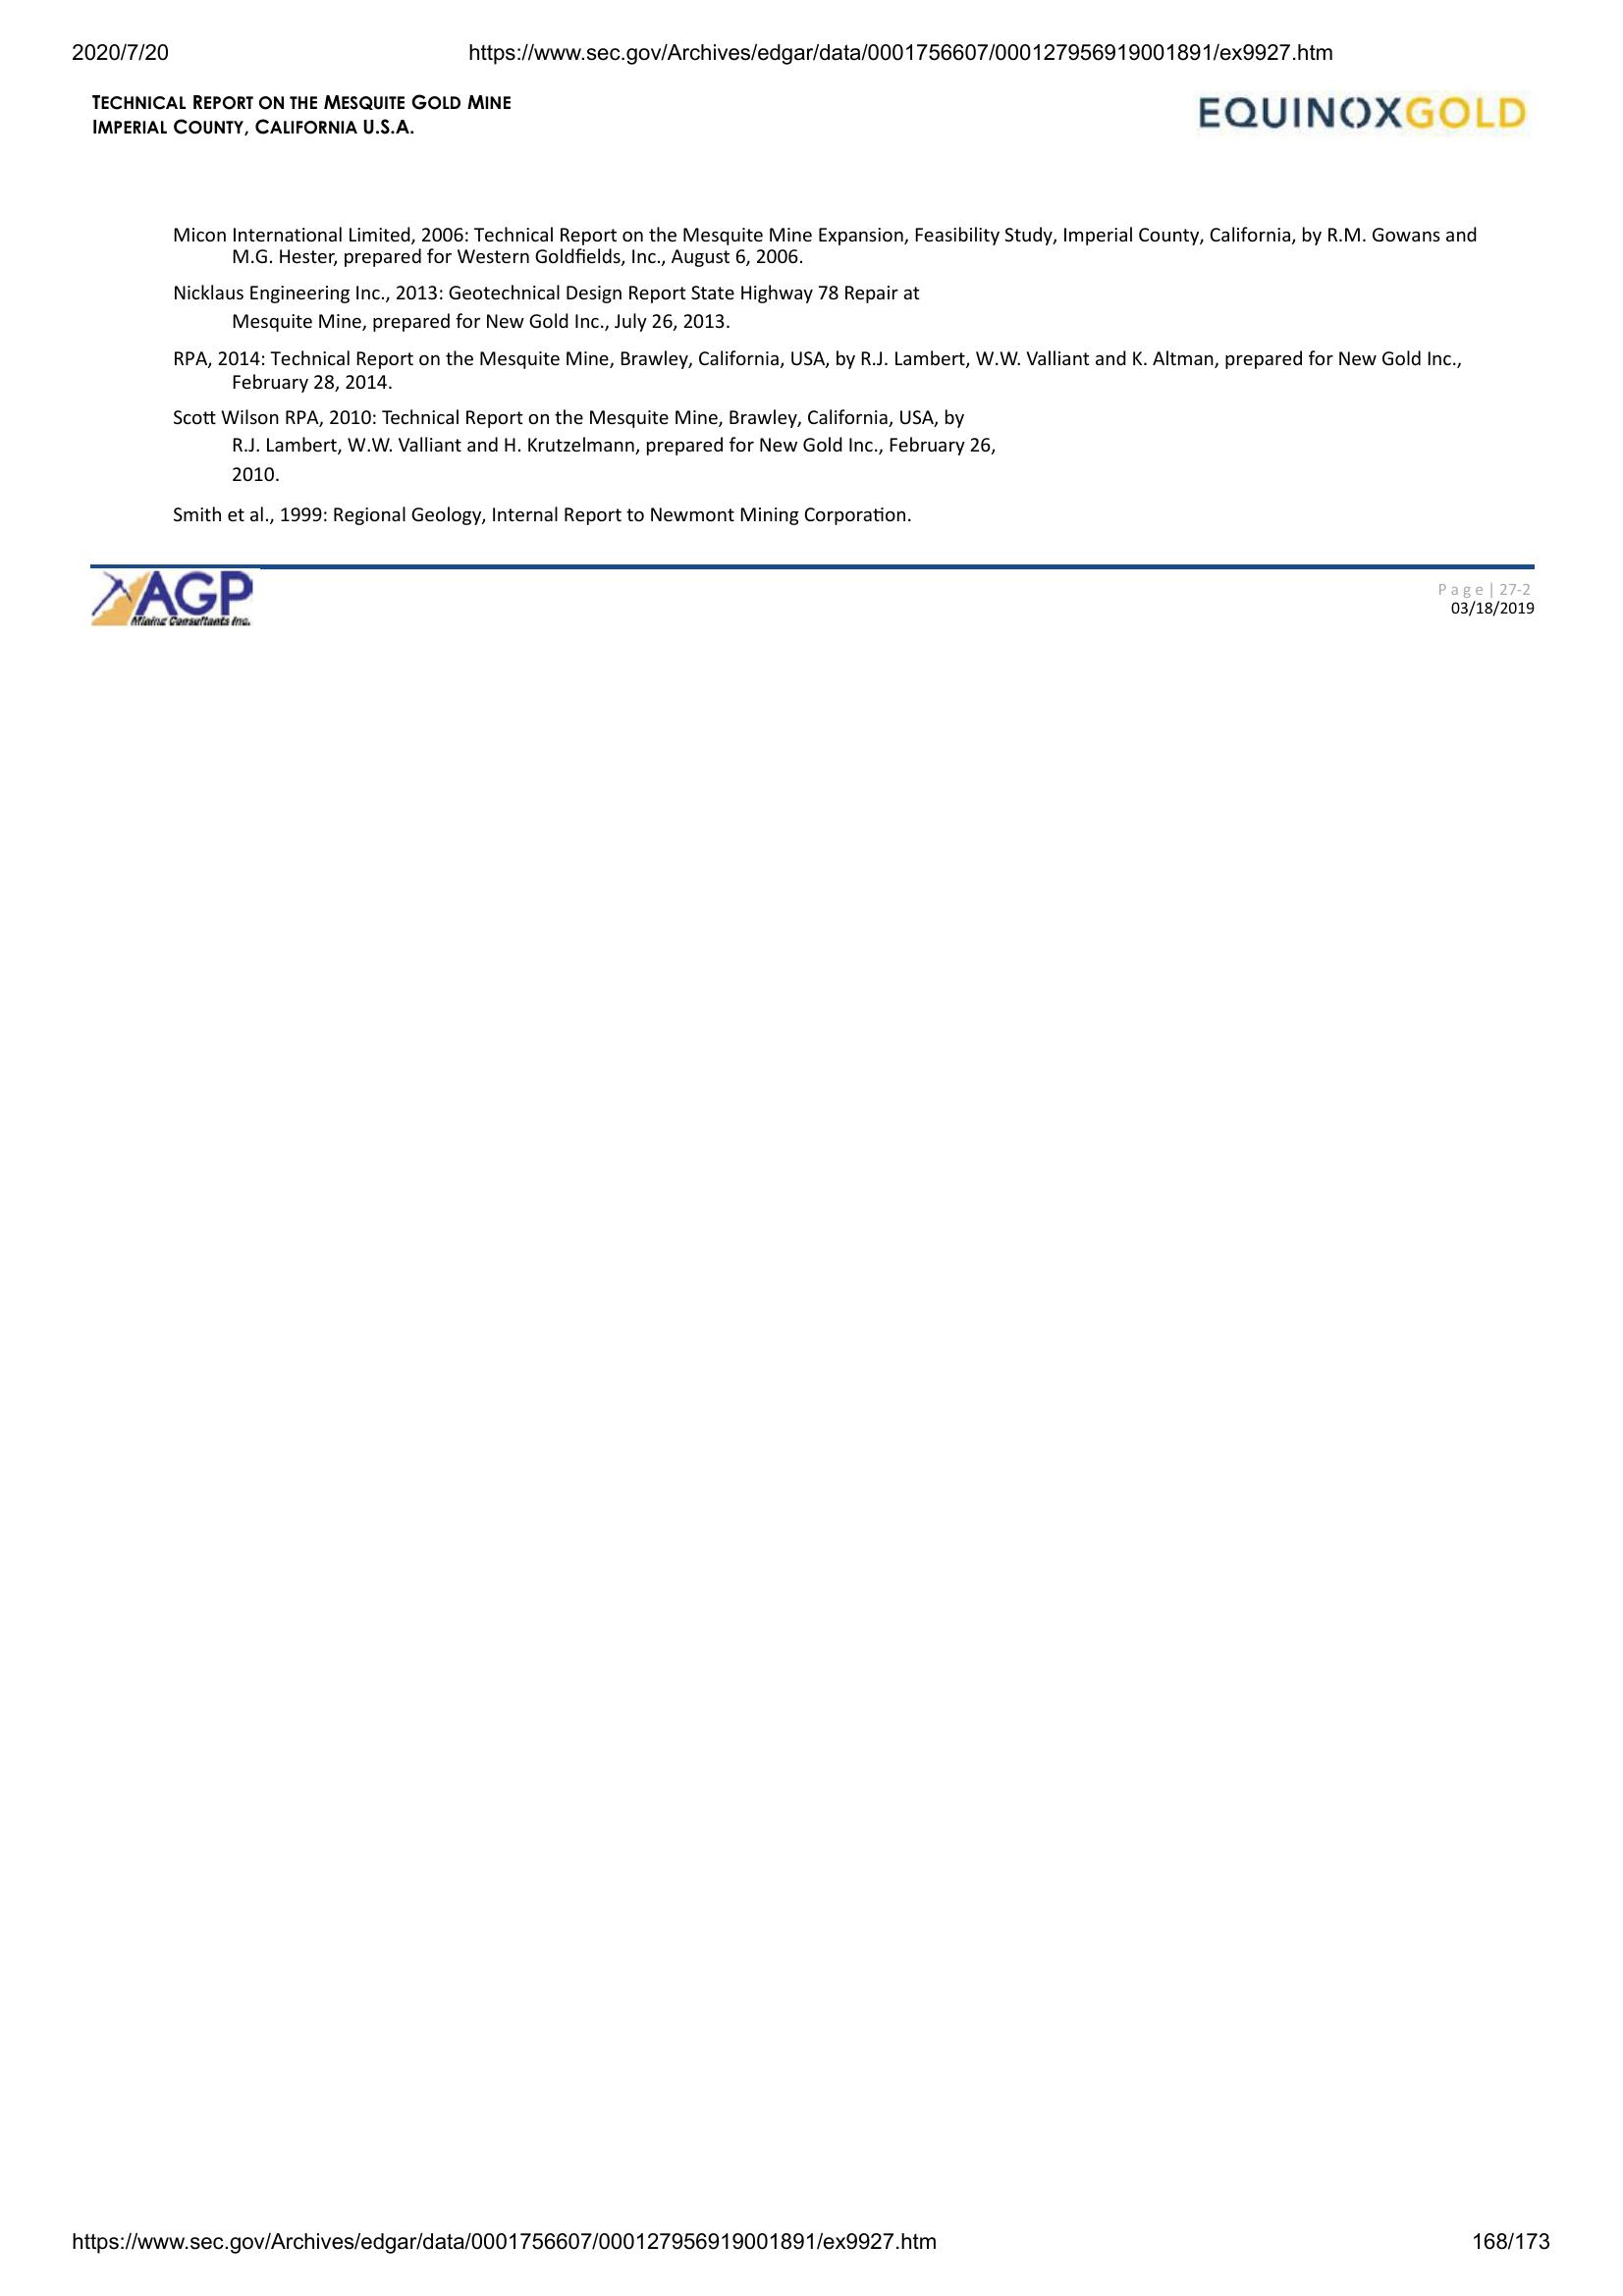 2020/7/20 https://www.sec.gov/Archives/edgar/data/0001756607/000127956919001891/ex9927.htm
TECHNICAL REPORT ON THE MESQUITE GOLD MINE
IMPERIAL COUNTY, CALIFORNIA U.S.A.
EQUINOXGOLD
Micon International Limited, 2006: Technical Report on the Mesquite Mine Expansion, Feasibility Study, Imperial County, California, by R.M. Gowans and
M.G. Hester, prepared for Western Goldfields, Inc., August 6, 2006.
Nicklaus Engineering Inc., 2013: Geotechnical Design Report State Highway 78 Repair at
Mesquite Mine, prepared for New Gold Inc., July 26, 2013.
RPA, 2014: Technical Report on the Mesquite Mine, Brawley, California, USA, by R.J. Lambert, W.W. Valliant and K. Altman, prepared for New Gold Inc.,
February 28, 2014.
Scott Wilson RPA, 2010: Technical Report on the Mesquite Mine, Brawley, California, USA, by
R.J. Lambert, W.W. Valliant and H. Krutzelmann, prepared for New Gold Inc., February 26,
2010.
Smith et al., 1999: Regional Geology, Internal Report to Newmont Mining Corporation.
AGP
Mining Consultants Inc.
Page | 27-2
03/18/2019
https://www.sec.gov/Archives/edgar/data/0001756607/000127956919001891/ex9927.htm 168/173